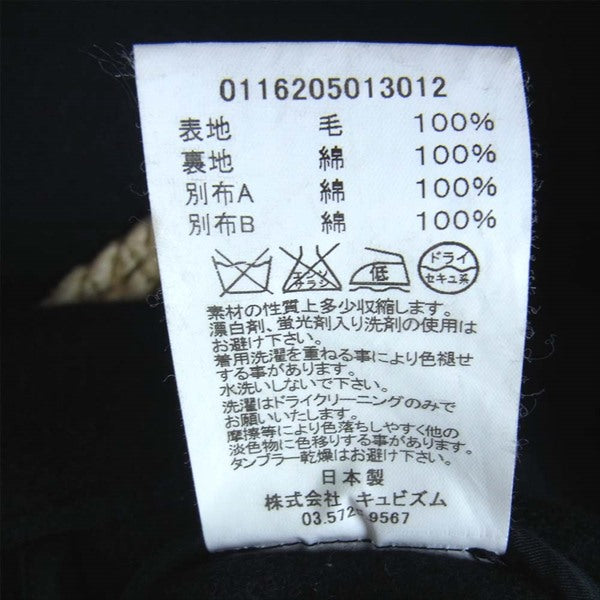 0116205013012
表地 毛 100%
裏地 綿 100%
別布A 綿 100%
別布B 綿 100%
エンソ サラシ 低 ドライ セキユ系
素材の性質上多少収縮します。
漂白剤、蛍光剤入り洗剤の使用は
お避け下さい。
着用洗濯を重ねる事により色褪せ
する事があります。
水洗いしないで下さい。
洗濯はドライクリーニングのみで
お願いいたします。
摩擦等により色落ちしやすく他の
淡色物に色移りする事があります。
タンブラー乾燥はお避け下さい。
日本製
株式会社 キュビズム
03.572 9567